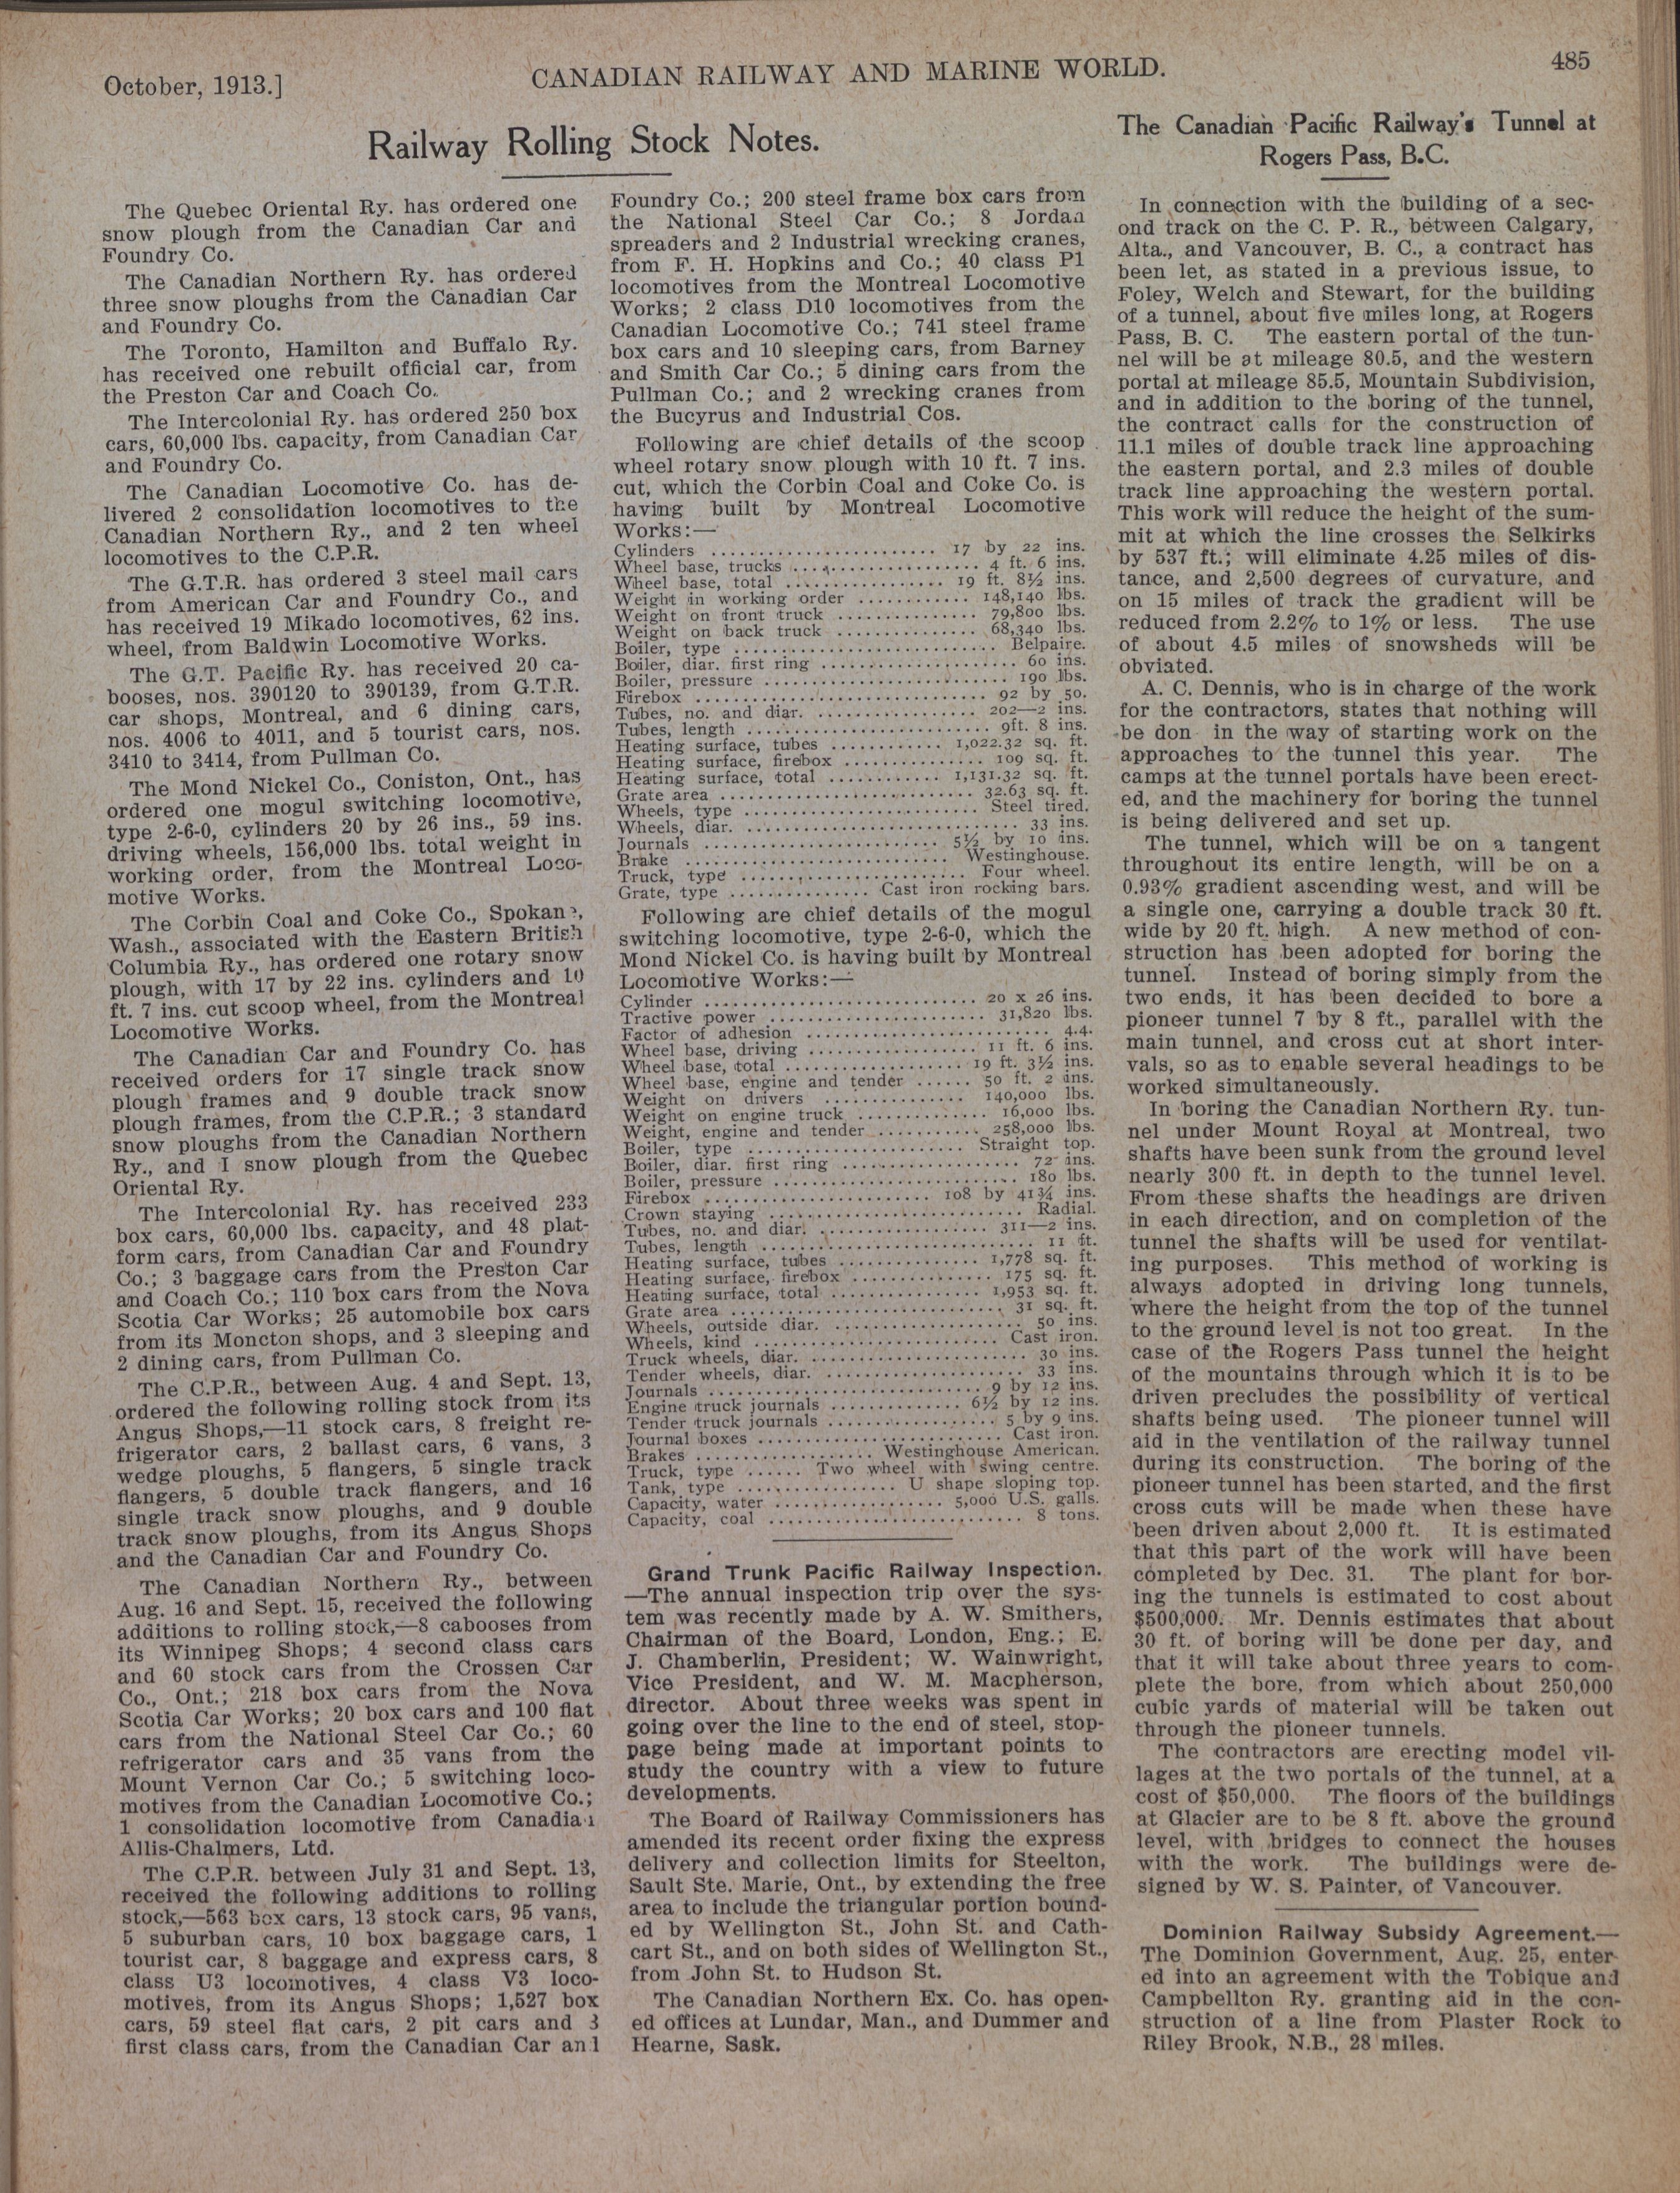 October, 1913.]
CANADIAN RAILWAY AND MARINE WORLD.
485
Railway Rolling Stock Notes.
The Quebec Oriental Ry. has ordered one
snow plough from the Canadian Car and
Foundry Co.
The Canadian Northern Ry. has ordered
three snow ploughs from the Canadian Car
and Foundry Co.
The Toronto, Hamilton and Buffalo Ry.
has received one rebuilt official car, from
the Preston Car and Coach Co.
The Intercolonial Ry. has ordered 250 box
cars, 60,000 lbs. capacity, from Canadian Car
and Foundry Co.
The Canadian Locomotive Co. has de-
livered 2 consolidation locomotives to the
Canadian Northern Ry., and 2 ten wheel
locomotives to the C.P.R.
The G.T.R. has ordered 3 steel mail cars
from American Car and Foundry Co., and
has received 19 Mikado locomotives, 62 ins.
wheel, from Baldwin Locomotive Works.
The G.T. Pacific Ry. has received 20 ca-
booses, nos. 390120 to 390139, from G.T.R.
car shops, Montreal, and 6 dining cars,
nos. 4006 to 4011, and 5 tourist cars, nos.
3410 to 3414, from Pullman Co.
The Mond Nickel Co., Coniston, Ont., has
ordered one mogul switching locomotive,
type 2-6-0, cylinders 20 by 26 ins., 59 ins.
driving wheels, 156,000 lbs. total weight in
working order, from the Montreal Loco-
motive Works.
The Corbin Coal and Coke Co., Spokane,
Wash., associated with the Eastern British
Columbia Ry., has ordered one rotary snow
plough, with 17 by 22 ins. cylinders and 10
ft. 7 ins. cut scoop wheel, from the Montreal
Locomotive Works.
The Canadian Car and Foundry Co. has
received orders for 17 single track snow
plough frames and 9 double track snow
plough frames, from the C.P.R.; 3 standard
snow ploughs from the Canadian Northern
Ry., and 1 snow plough from the Quebec
Oriental Ry.
The Intercolonial Ry. has received 233
box cars, 60,000 lbs. capacity, and 48 plat-
form cars, from Canadian Car and Foundry
Co.; 3 baggage cars from the Preston Car
and Coach Co.; 110 box cars from the Nova
Scotia Car Works; 25 automobile box cars
from its Moncton shops, and 3 sleeping and
2 dining cars, from Pullman Co.
The C.P.R., between Aug. 4 and Sept. 13,
ordered the following rolling stock from its
Angus Shops,—11 stock cars, 8 freight re-
frigerator cars, 2 ballast cars, 6 vans, 3
wedge ploughs, 5 flangers, 5 single track
flangers, 5 double track flangers, and 16
single track snow ploughs, and 9 double
track snow ploughs, from its Angus Shops
and the Canadian Car and Foundry Co.
The Canadian Northern Ry., between
Aug. 16 and Sept. 15, received the following
additions to rolling stock,—8 cabooses from
its Winnipeg Shops; 4 second class cars
and 60 stock cars from the Crossen Car
Co., Ont.; 218 box cars from the Nova
Scotia Car Works; 20 box cars and 100 flat
cars from the National Steel Car Co.; 60
refrigerator cars and 35 vans from the
Mount Vernon Car Co.; 5 switching loco-
motives from the Canadian Locomotive Co.;
1 consolidation locomotive from Canadian
Allis-Chalmers, Ltd.
The C.P.R. between July 31 and Sept. 13,
received the following additions to rolling
stock,—563 box cars, 13 stock cars, 95 vans,
5 suburban cars, 10 box baggage cars, 1
tourist car, 8 baggage and express cars, 8
class U3 locomotives, 4 class V3 loco-
motives, from its Angus Shops; 1,527 box
cars, 59 steel flat cars, 2 pit cars and 3
first class cars, from the Canadian Car and
Foundry Co.; 200 steel frame box cars from
the National Steel Car Co.; 8 Jordan
spreaders and 2 Industrial wrecking cranes,
from F. H. Hopkins and Co.; 40 class P1
locomotives from the Montreal Locomotive
Works; 2 class D10 locomotives from the
Canadian Locomotive Co.; 741 steel frame
box cars and 10 sleeping cars, from Barney
and Smith Car Co.; 5 dining cars from the
Pullman Co.; and 2 wrecking cranes from
the Bucyrus and Industrial Cos.
Following are chief details of the scoop
wheel rotary snow plough with 10 ft. 7 ins.
cut, which the Corbin Coal and Coke Co. is
having built by Montreal Locomotive
Works:—
Cylinders ........ 17 by 22 ins.
Wheel base, trucks ........ 4 ft. 6 ins.
Wheel base, total ........ 19 ft. 8½ ins.
Weight in working order ........ 148,140 lbs.
Weight on front truck ........ 79,800 lbs.
Weight on back truck ........ 68,340 lbs.
Boiler, type ........ Belpaire.
Boiler, diar. first ring ........ 60 ins.
Boiler, pressure ........ 190 lbs.
Firebox ........ 92 by 50.
Tubes, no. and diar. ........ 202—2 ins.
Tubes, length ........ 9ft. 8 ins.
Heating surface, tubes ........ 1,022.32 sq. ft.
Heating surface, firebox ........ 109 sq. ft.
Heating surface, total ........ 1,131.32 sq. ft.
Grate area ........ 32.63 sq. ft.
Wheels, type ........ Steel tired.
Wheels, diar. ........ 33 ins.
Journals ........ 5½ by 10 ins.
Brake ........ Westinghouse.
Truck, type ........ Four wheel.
Grate, type ........ Cast iron rocking bars.
Following are chief details of the mogul
switching locomotive, type 2-6-0, which the
Mond Nickel Co. is having built by Montreal
Locomotive Works:—
Cylinder ........ 20 x 26 ins.
Tractive power ........ 31,820 lbs.
Factor of adhesion ........ 4.4.
Wheel base, driving ........ 11 ft. 6 ins.
Wheel base, total ........ 19 ft. 3½ ins.
Wheel base, engine and tender ...... 50 ft. 2 ins.
Weight on drivers ........ 140,000 lbs.
Weight on engine truck ........ 16,000 lbs.
Weight, engine and tender ........ 258,000 lbs.
Boiler, type ........ Straight top.
Boiler, diar. first ring ........ 72 ins.
Boiler, pressure ........ 180 lbs.
Firebox ........ 108 by 41¾ ins.
Crown staying ........ Radial.
Tubes, no. and diar. ........ 311—2 ins.
Tubes, length ........ 11 ft.
Heating surface, tubes ........ 1,778 sq. ft.
Heating surface, firebox ........ 175 sq. ft.
Heating surface, total ........ 1,953 sq. ft.
Grate area ........ 31 sq. ft.
Wheels, outside diar. ........ 50 ins.
Wheels, kind ........ Cast iron.
Truck wheels, diar. ........ 30 ins.
Tender wheels, diar. ........ 33 ins.
Journals ........ 9 by 12 ins.
Engine truck journals ........ 6½ by 12 ins.
Tender truck journals ........ 5 by 9 ins.
Journal boxes ........ Cast iron.
Brakes ........ Westinghouse American.
Truck, type ...... Two wheel with swing centre.
Tank, type ........ U shape sloping top.
Capacity, water ........ 5,000 U.S. galls.
Capacity, coal ........ 8 tons.
Grand Trunk Pacific Railway Inspection.
—The annual inspection trip over the sys-
tem was recently made by A. W. Smithers,
Chairman of the Board, London, Eng.; E.
J. Chamberlin, President; W. Wainwright,
Vice President, and W. M. Macpherson,
director. About three weeks was spent in
going over the line to the end of steel, stop-
page being made at important points to
study the country with a view to future
developments.
The Board of Railway Commissioners has
amended its recent order fixing the express
delivery and collection limits for Steelton,
Sault Ste. Marie, Ont., by extending the free
area to include the triangular portion bound-
ed by Wellington St., John St. and Cath-
cart St., and on both sides of Wellington St.,
from John St. to Hudson St.
The Canadian Northern Ex. Co. has open-
ed offices at Lundar, Man., and Dummer and
Hearne, Sask.
The Canadian Pacific Railway's Tunnel at
Rogers Pass, B.C.
In connection with the building of a sec-
ond track on the C. P. R., between Calgary,
Alta., and Vancouver, B. C., a contract has
been let, as stated in a previous issue, to
Foley, Welch and Stewart, for the building
of a tunnel, about five miles long, at Rogers
Pass, B. C. The eastern portal of the tun-
nel will be at mileage 80.5, and the western
portal at mileage 85.5, Mountain Subdivision,
and in addition to the boring of the tunnel,
the contract calls for the construction of
11.1 miles of double track line approaching
the eastern portal, and 2.3 miles of double
track line approaching the western portal.
This work will reduce the height of the sum-
mit at which the line crosses the Selkirks
by 537 ft.; will eliminate 4.25 miles of dis-
tance, and 2,500 degrees of curvature, and
on 15 miles of track the gradient will be
reduced from 2.2% to 1% or less. The use
of about 4.5 miles of snowsheds will be
obviated.
A. C. Dennis, who is in charge of the work
for the contractors, states that nothing will
be don in the way of starting work on the
approaches to the tunnel this year. The
camps at the tunnel portals have been erect-
ed, and the machinery for boring the tunnel
is being delivered and set up.
The tunnel, which will be on a tangent
throughout its entire length, will be on a
0.93% gradient ascending west, and will be
a single one, carrying a double track 30 ft.
wide by 20 ft. high. A new method of con-
struction has been adopted for boring the
tunnel. Instead of boring simply from the
two ends, it has been decided to bore a
pioneer tunnel 7 by 8 ft., parallel with the
main tunnel, and cross cut at short inter-
vals, so as to enable several headings to be
worked simultaneously.
In boring the Canadian Northern Ry. tun-
nel under Mount Royal at Montreal, two
shafts have been sunk from the ground level
nearly 300 ft. in depth to the tunnel level.
From these shafts the headings are driven
in each direction, and on completion of the
tunnel the shafts will be used for ventilat-
ing purposes. This method of working is
always adopted in driving long tunnels,
where the height from the top of the tunnel
to the ground level is not too great. In the
case of the Rogers Pass tunnel the height
of the mountains through which it is to be
driven precludes the possibility of vertical
shafts being used. The pioneer tunnel will
aid in the ventilation of the railway tunnel
during its construction. The boring of the
pioneer tunnel has been started, and the first
cross cuts will be made when these have
been driven about 2,000 ft. It is estimated
that this part of the work will have been
completed by Dec. 31. The plant for bor-
ing the tunnels is estimated to cost about
$500,000. Mr. Dennis estimates that about
30 ft. of boring will be done per day, and
that it will take about three years to com-
plete the bore, from which about 250,000
cubic yards of material will be taken out
through the pioneer tunnels.
The contractors are erecting model vil-
lages at the two portals of the tunnel, at a
cost of $50,000. The floors of the buildings
at Glacier are to be 8 ft. above the ground
level, with bridges to connect the houses
with the work. The buildings were de-
signed by W. S. Painter, of Vancouver.
Dominion Railway Subsidy Agreement.—
The Dominion Government, Aug. 25, enter-
ed into an agreement with the Tobique and
Campbellton Ry. granting aid in the con-
struction of a line from Plaster Rock to
Riley Brook, N.B., 28 miles.